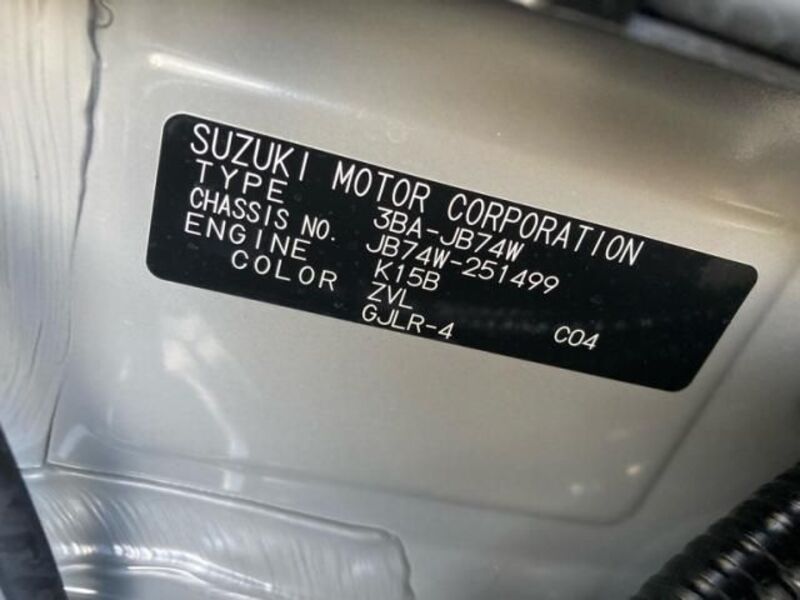 SUZUKI MOTOR CORPORATION
TYPE 3BA-JB74W
CHASSIS NO. JB74W-251499
ENGINE K15B
COLOR ZVL
GJLR-4 C04